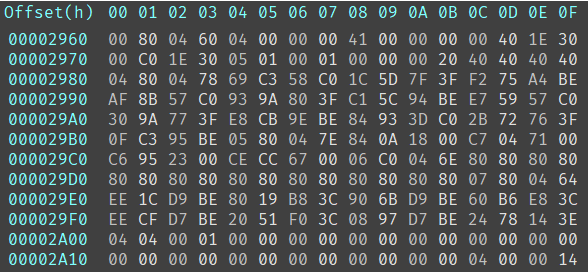 Offset(h) 00 01 02 03 04 05 06 07 08 09 0A 0B 0C 0D 0E 0F
00002960 00 80 04 60 04 00 00 00 41 00 00 00 00 40 1E 30
00002970 00 C0 1E 30 05 01 00 01 00 00 00 20 40 40 40 40
00002980 04 80 04 78 69 C3 58 C0 1C 5D 7F 3F F2 75 A4 BE
00002990 AF 8B 57 C0 93 9A 80 3F C1 5C 94 BE E7 59 57 C0
000029A0 30 9A 77 3F E8 CB 9E BE 84 93 3D C0 2B 72 76 3F
000029B0 0F C3 95 BE 05 80 04 7E 84 0A 18 00 C7 04 71 00
000029C0 C6 95 23 00 CE CC 67 00 06 C0 04 6E 80 80 80 80
000029D0 80 80 80 80 80 80 80 80 80 80 80 80 07 80 04 64
000029E0 EE 1C D9 BE 80 19 B8 3C 90 6B D9 BE 60 B6 E8 3C
000029F0 EE CF D7 BE 20 51 F0 3C 08 97 D7 BE 24 78 14 3E
00002A00 04 04 00 01 00 00 00 00 00 00 00 00 00 00 00 00
00002A10 00 00 00 00 00 00 00 00 00 00 00 00 04 00 00 14